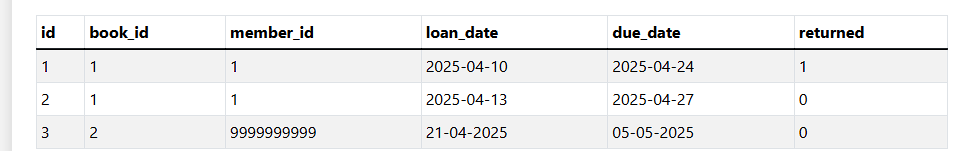 id book_id member_id loan_date due_date returned
1 1 1 2025-04-10 2025-04-24 1
2 1 1 2025-04-13 2025-04-27 0
3 2 9999999999 21-04-2025 05-05-2025 0